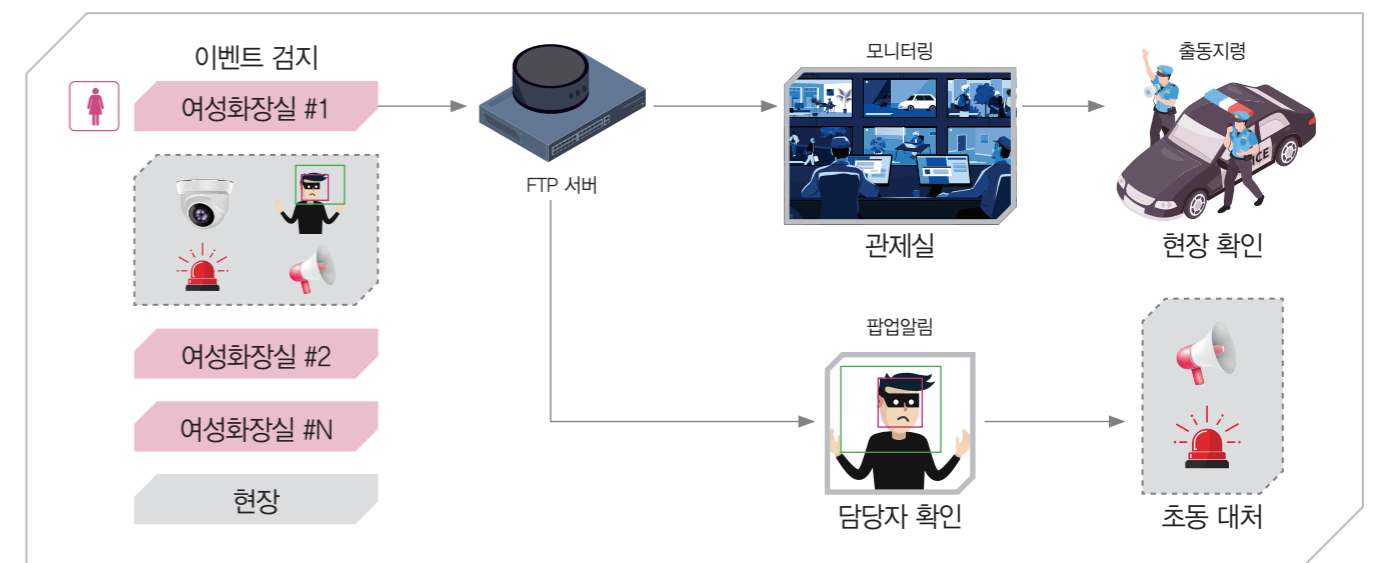 이벤트 검지
여성화장실 #1
FTP 서버
모니터링
관제실
출동지령
POLICE
현장 확인
여성화장실 #2
여성화장실 #N
현장
팝업알림
담당자 확인
초동 대처